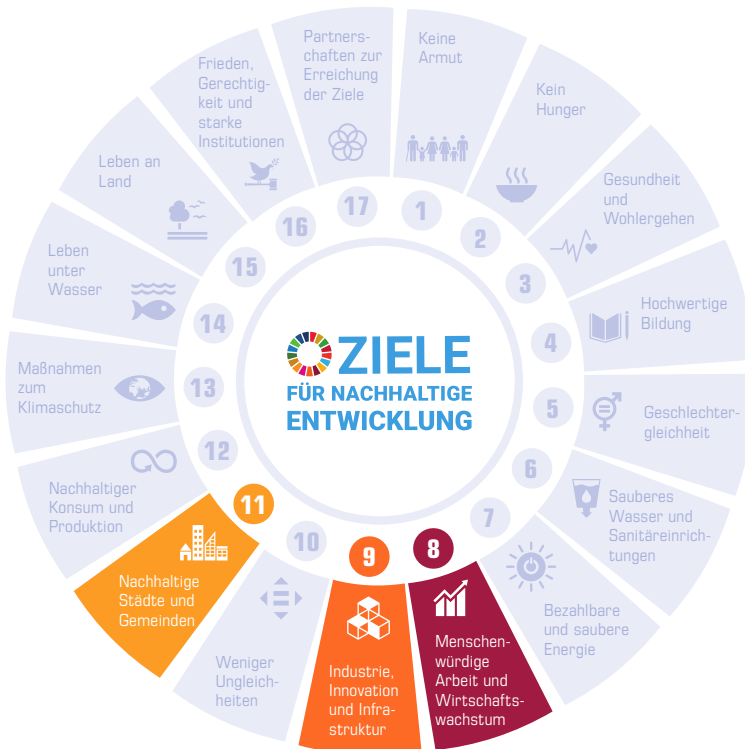 Keine
Armut
1
Kein
Hunger
2
Gesundheit
und
Wohlergehen
3
Hochwertige
Bildung
4
Geschlechter-
gleichheit
5
Sauberes
Wasser und
Sanitäreinrich-
tungen
6
Bezahlbare
und saubere
Energie
7
Menschen-
würdige
Arbeit und
Wirtschafts-
wachstum
8
Industrie,
Innovation
und Infra-
struktur
9
Weniger
Ungleich-
heiten
10
Nachhaltige
Städte und
Gemeinden
11
Nachhaltiger
Konsum und
Produktion
12
Maßnahmen
zum
Klimaschutz
13
Leben
unter
Wasser
14
Leben an
Land
15
Frieden,
Gerechtig-
keit und
starke
Institutionen
16
Partners-
chaften zur
Erreichung
der Ziele
17
ZIELE
FÜR NACHHALTIGE
ENTWICKLUNG